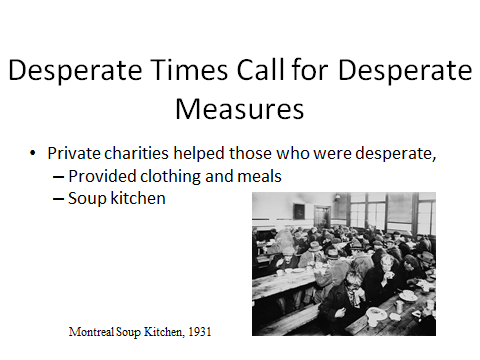 Desperate Times Call for Desperate
Measures
• Private charities helped those who were desperate,
– Provided clothing and meals
– Soup kitchen
Montreal Soup Kitchen, 1931